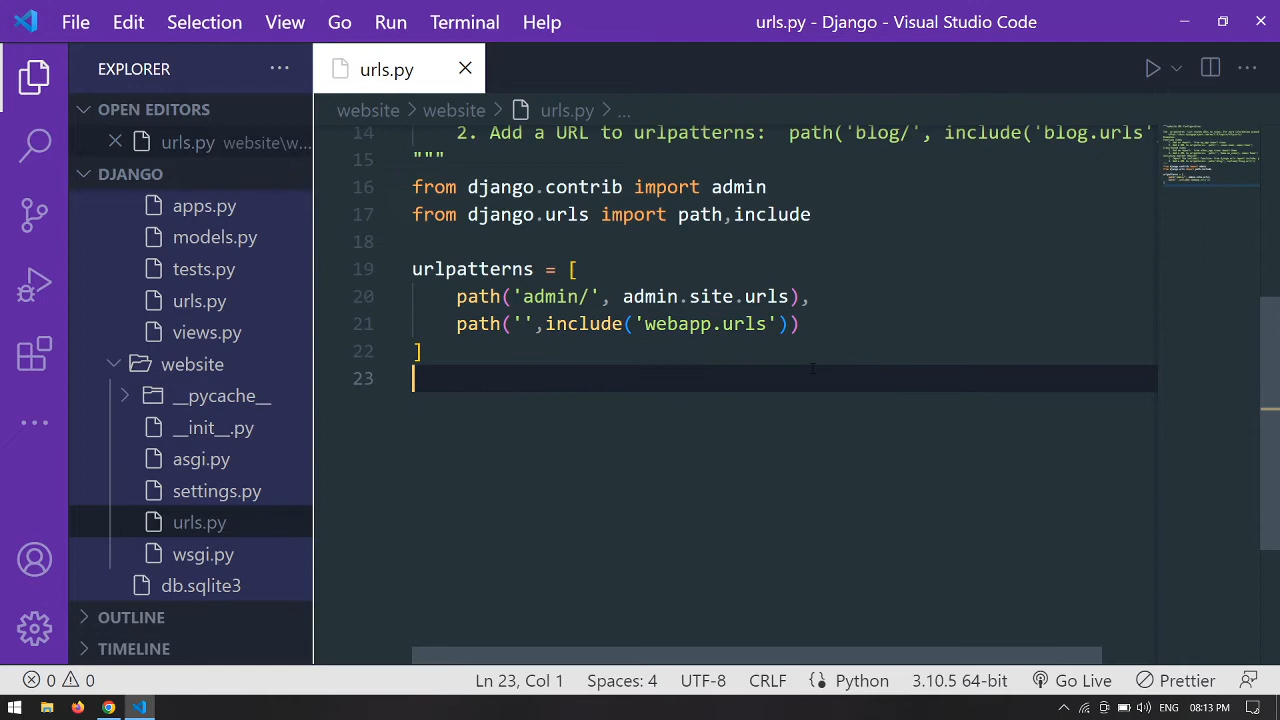 File Edit Selection View Go Run Terminal Help urls.py - Django - Visual Studio Code
EXPLORER
OPEN EDITORS
urls.py website\w...
DJANGO
apps.py
models.py
tests.py
urls.py
views.py
website
__pycache__
__init__.py
asgi.py
settings.py
urls.py
wsgi.py
db.sqlite3
OUTLINE
TIMELINE
urls.py
website > website > urls.py > ...
14 2. Add a URL to urlpatterns:  path('blog/', include('blog.urls'
15 """
16 from django.contrib import admin
17 from django.urls import path,include
18
19 urlpatterns = [
20     path('admin/', admin.site.urls),
21     path('',include('webapp.urls'))
22 ]
23
0 0 Ln 23, Col 1 Spaces: 4 UTF-8 CRLF Python 3.10.5 64-bit Go Live Prettier
08:13 PM